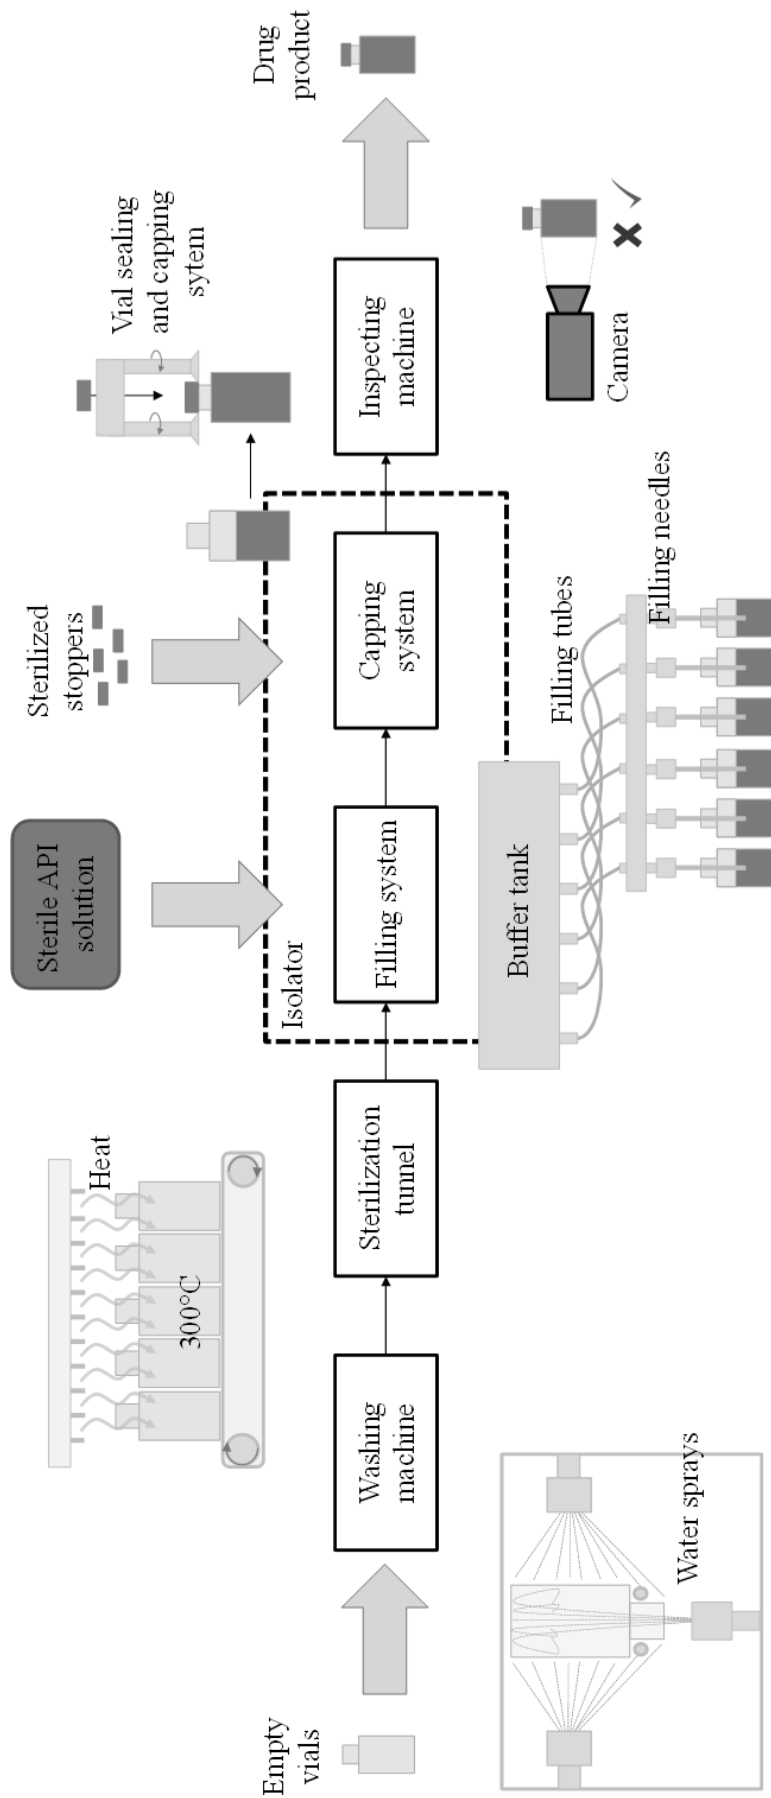 Empty
vials
Water sprays
Washing
machine
300°C
Heat
Sterilization
tunnel
Isolator
Sterile API
solution
Filling system
Buffer tank
Filling tubes
Filling needles
Sterilized
stoppers
Capping
system
Vial sealing
and capping
sytem
Inspecting
machine
Camera
Drug
product